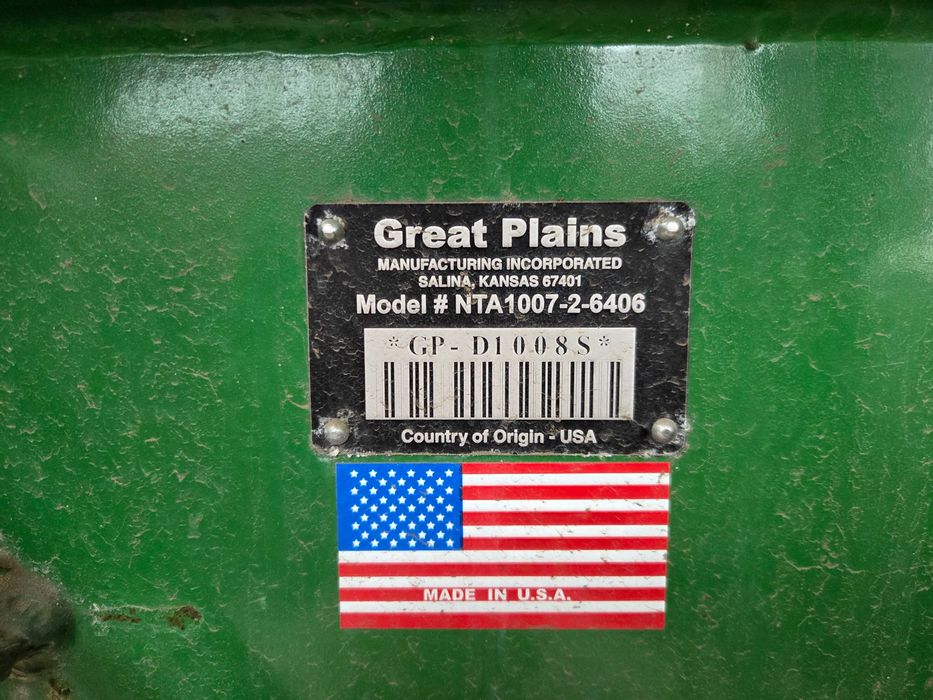 Great Plains
MANUFACTURING INCORPORATED
SALINA, KANSAS 67401
Model # NTA1007-2-6406
*GP-D1008S*
Country of Origin - USA
MADE IN U.S.A.